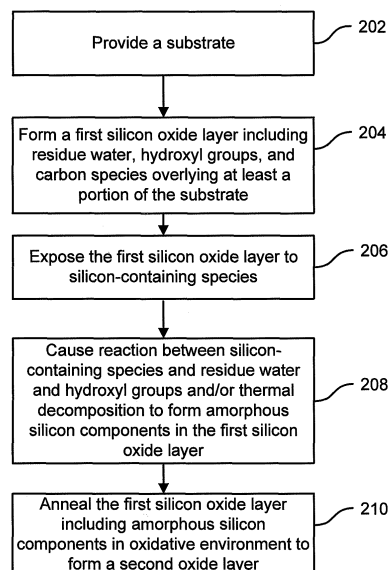 Provide a substrate
202
Form a first silicon oxide layer including
residue water, hydroxyl groups, and
carbon species overlying at least a
portion of the substrate
204
Expose the first silicon oxide layer to
silicon-containing species
206
Cause reaction between silicon-
containing species and residue water
and hydroxyl groups and/or thermal
decomposition to form amorphous
silicon components in the first silicon
oxide layer
208
Anneal the first silicon oxide layer
including amorphous silicon
components in oxidative environment to
form a second oxide layer
210